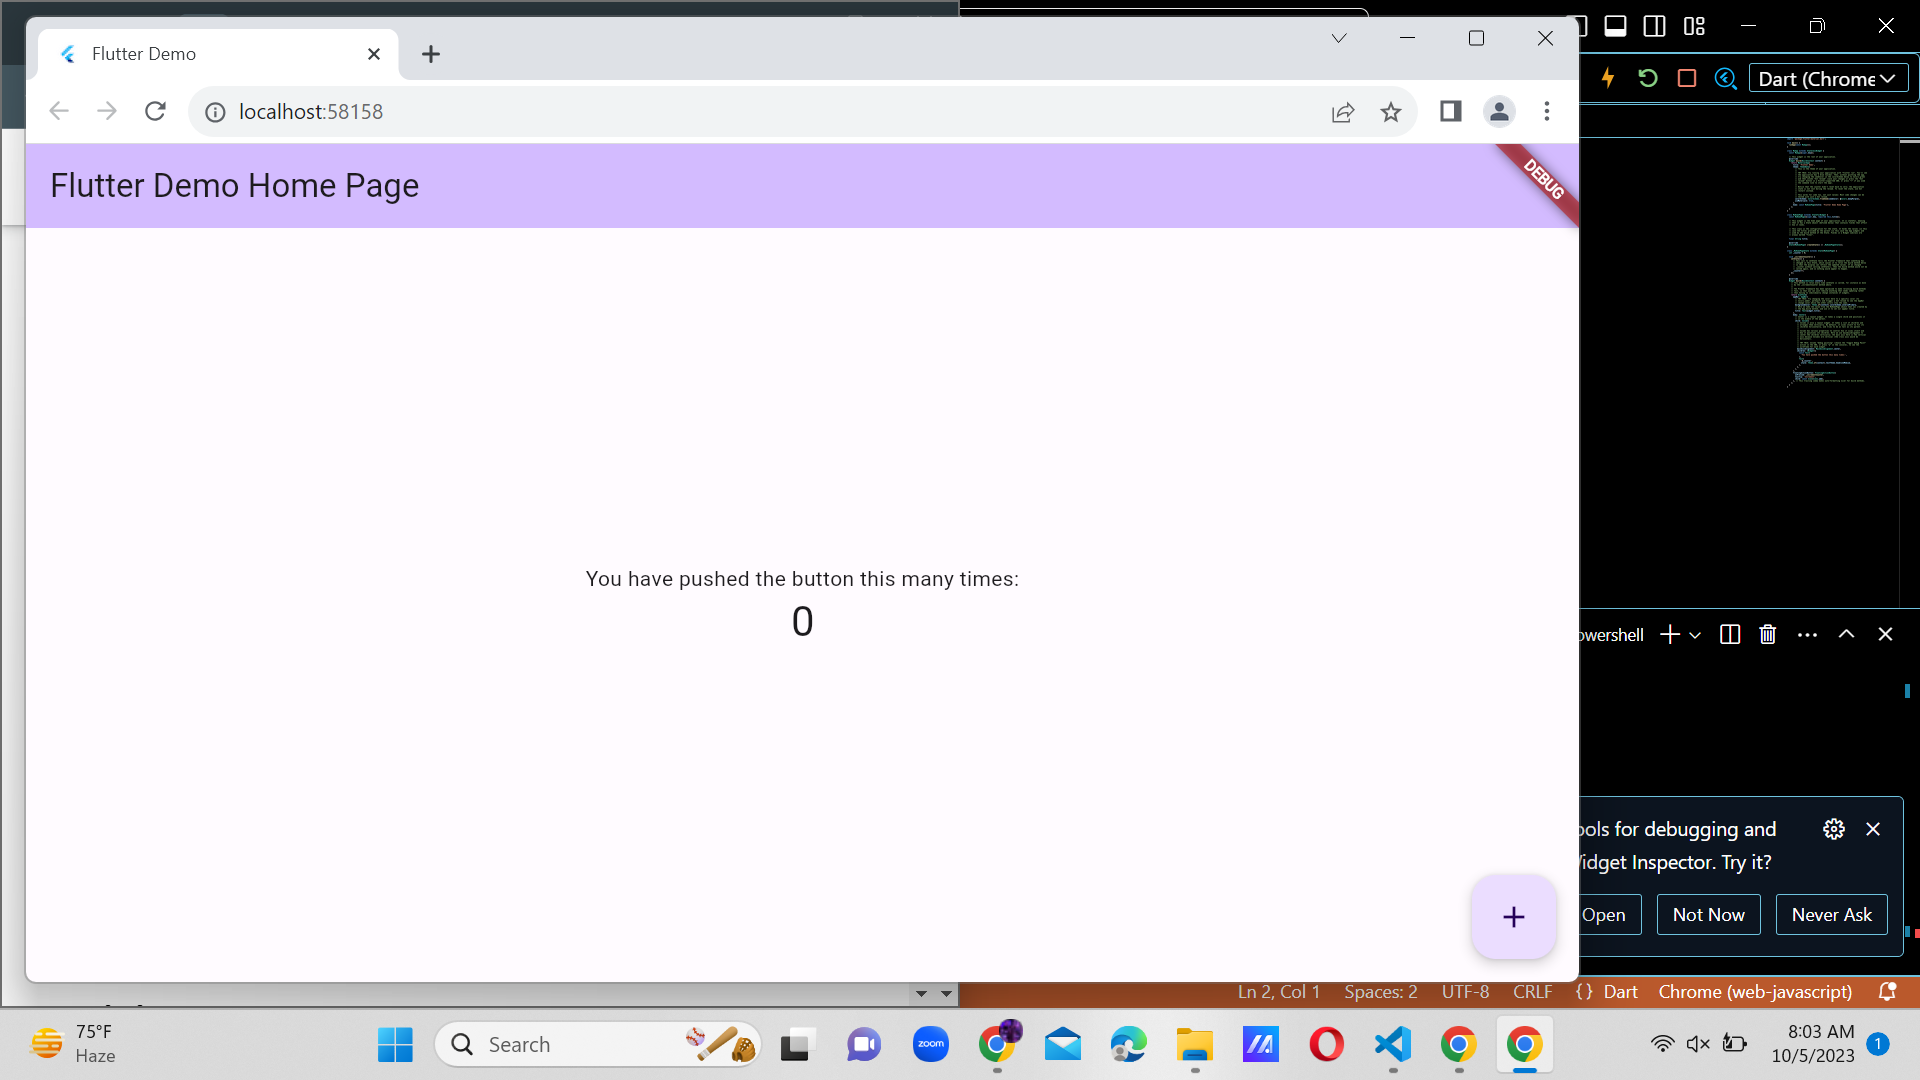 Flutter Demo
localhost:58158
Dart (Chrome
Flutter Demo Home Page
DEBUG
You have pushed the button this many times:
0
owershell
ools for debugging and
Widget Inspector. Try it?
Open
Not Now
Never Ask
Ln 2, Col 1
Spaces: 2
UTF-8
CRLF
{ } Dart
Chrome (web-javascript)
75°F
Haze
Search
zoom
8:03 AM
10/5/2023
1